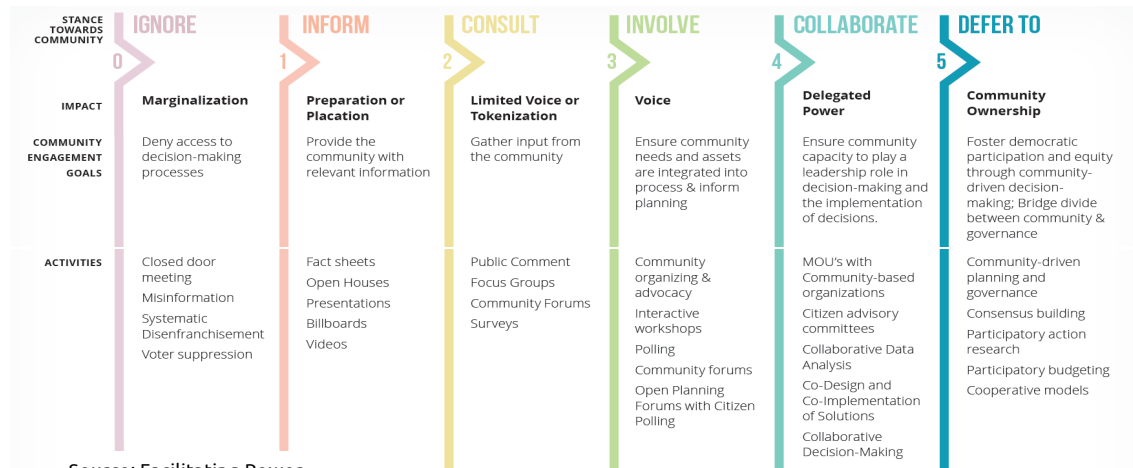 STANCE
TOWARDS
COMMUNITY
IGNORE
INFORM
CONSULT
INVOLVE
COLLABORATE
DEFER TO
0
1
2
3
4
5
IMPACT
Marginalization
Preparation or
Placation
Limited Voice or
Tokenization
Voice
Delegated
Power
Community
Ownership
COMMUNITY
ENGAGEMENT
GOALS
Deny access to
decision-making
processes
Provide the
community with
relevant information
Gather input from
the community
Ensure community
needs and assets
are integrated into
process & inform
planning
Ensure community
capacity to play a
leadership role in
decision-making and
the implementation
of decisions.
Foster democratic
participation and equity
through community-
driven decision-
making; Bridge divide
between community &
governance
ACTIVITIES
Closed door
meeting
Misinformation
Systematic
Disenfranchisement
Voter suppression
Fact sheets
Open Houses
Presentations
Billboards
Videos
Public Comment
Focus Groups
Community Forums
Surveys
Community
organizing &
advocacy
Interactive
workshops
Polling
Community forums
Open Planning
Forums with Citizen
Polling
MOU's with
Community-based
organizations
Citizen advisory
committees
Collaborative Data
Analysis
Co-Design and
Co-Implementation
of Solutions
Collaborative
Decision-Making
Community-driven
planning and
governance
Consensus building
Participatory action
research
Participatory budgeting
Cooperative models
Source: Facilitating Power